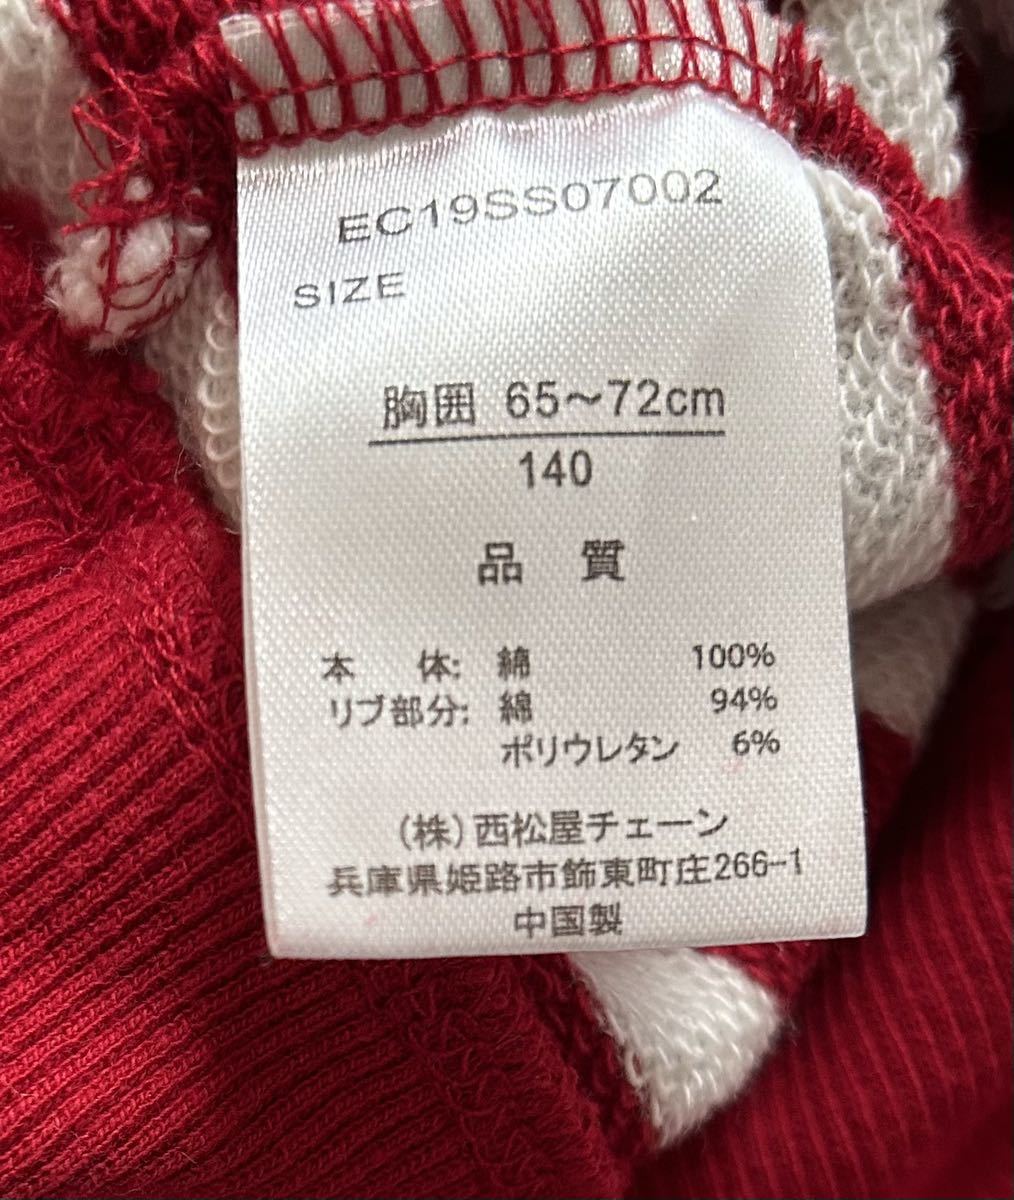 EC19SS07002
SIZE
胸囲 65～72cm
140
品 質
本 体: 綿 100%
リブ部分: 綿 94%
ポリウレタン 6%
(株)西松屋チェーン
兵庫県姫路市飾東町庄266-1
中国製